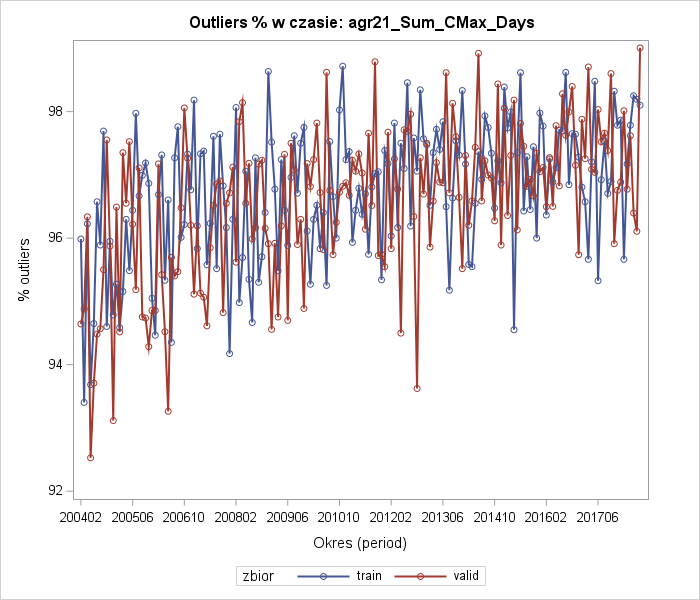 Outliers % w czasie: agr21_Sum_CMax_Days
% outliers
98
96
94
92
200402 200506 200610 200802 200906 201010 201202 201306 201410 201602 201706
Okres (period)
zbior train valid